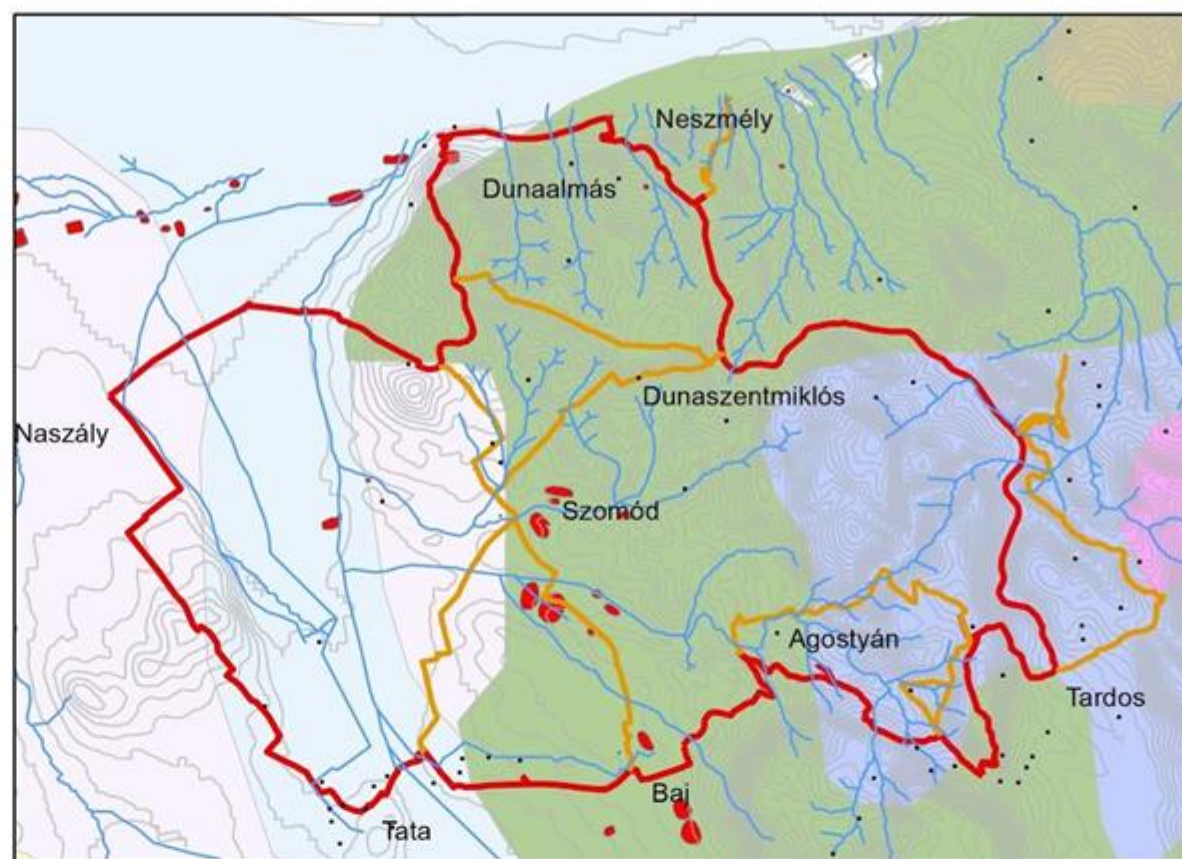 Neszmély
Dunaalmás
Dunaszentmiklós
Naszály
Szomód
Agostyán
Tardos
Baj
Tata